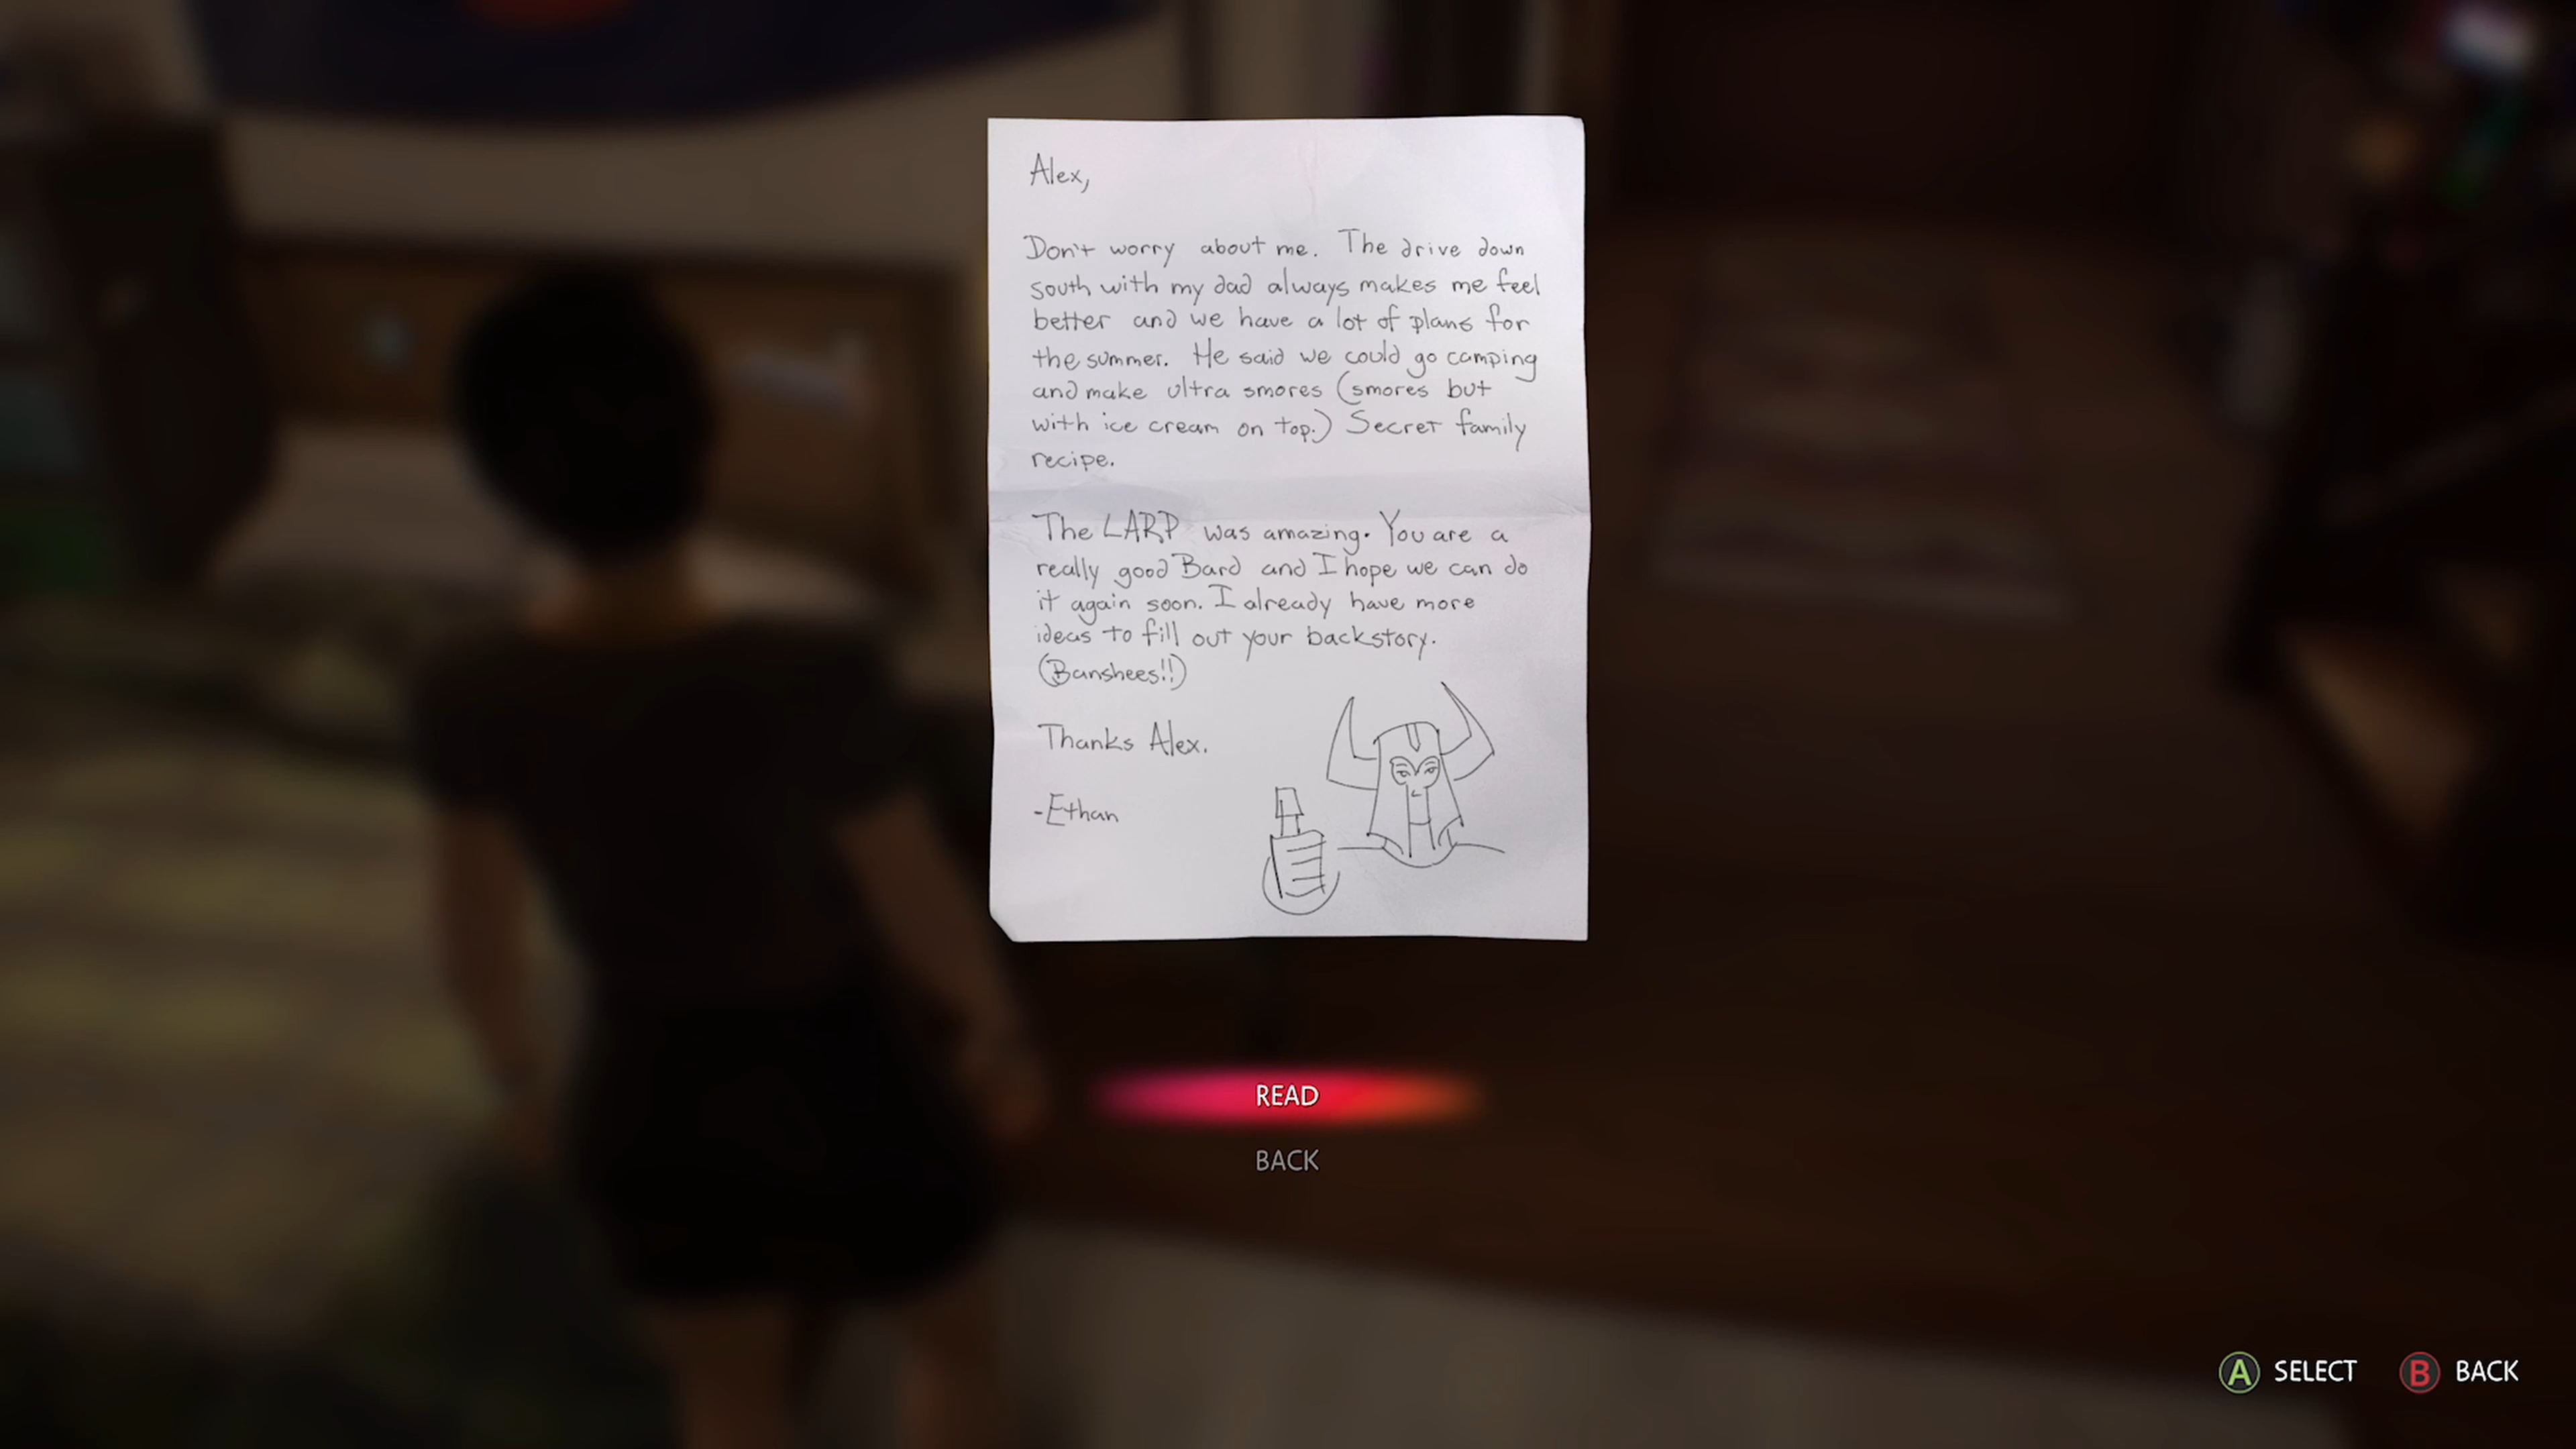 Alex,
Don't worry about me. The drive down
south with my dad always makes me feel
better and we have a lot of plans for
the summer. He said we could go camping
and make ultra smores (smores but
with ice cream on top.) Secret family
recipe.
The LARP was amazing. You are a
really good Bard and I hope we can do
it again soon. I already have more
ideas to fill out your backstory.
(Banshees!!)
Thanks Alex.
-Ethan
READ
BACK
A SELECT B BACK